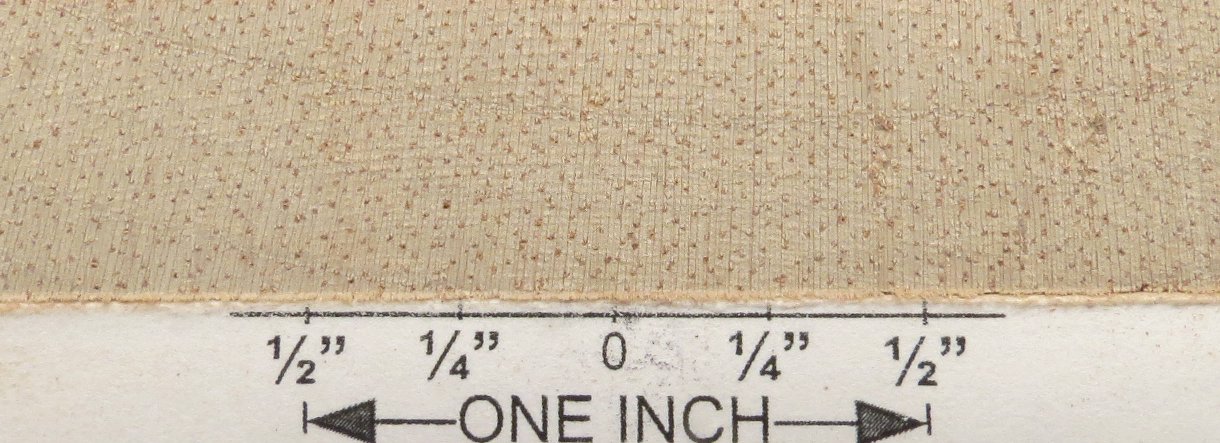 ½” ¼” 0 ¼” ½”
ONE INCH